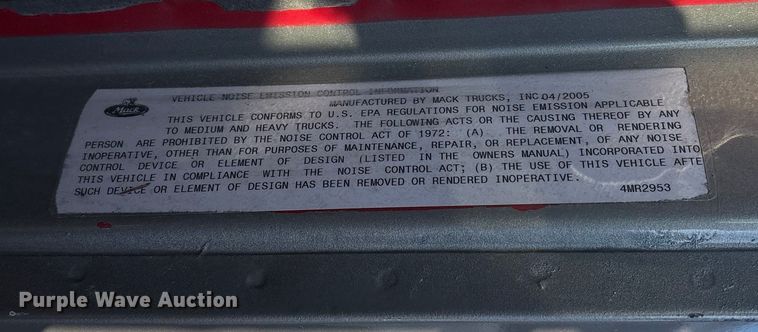 Mack
VEHICLE NOISE EMISSION CONTROL INFORMATION
MANUFACTURED BY MACK TRUCKS, INC 04/2005
THIS VEHICLE CONFORMS TO U.S. EPA REGULATIONS FOR NOISE EMISSION APPLICABLE
TO MEDIUM AND HEAVY TRUCKS. THE FOLLOWING ACTS OR THE CAUSING THEREOF BY ANY
PERSON ARE PROHIBITED BY THE NOISE CONTROL ACT OF 1972: (A) THE REMOVAL OR RENDERING
INOPERATIVE, OTHER THAN FOR PURPOSES OF MAINTENANCE, REPAIR, OR REPLACEMENT, OF ANY NOISE
CONTROL DEVICE OR ELEMENT OF DESIGN (LISTED IN THE OWNERS MANUAL) INCORPORATED INTO
THIS VEHICLE IN COMPLIANCE WITH THE NOISE CONTROL ACT; (B) THE USE OF THIS VEHICLE AFTE
SUCH DEVICE OR ELEMENT OF DESIGN HAS BEEN REMOVED OR RENDERED INOPERATIVE.
4MR2953
Purple Wave Auction